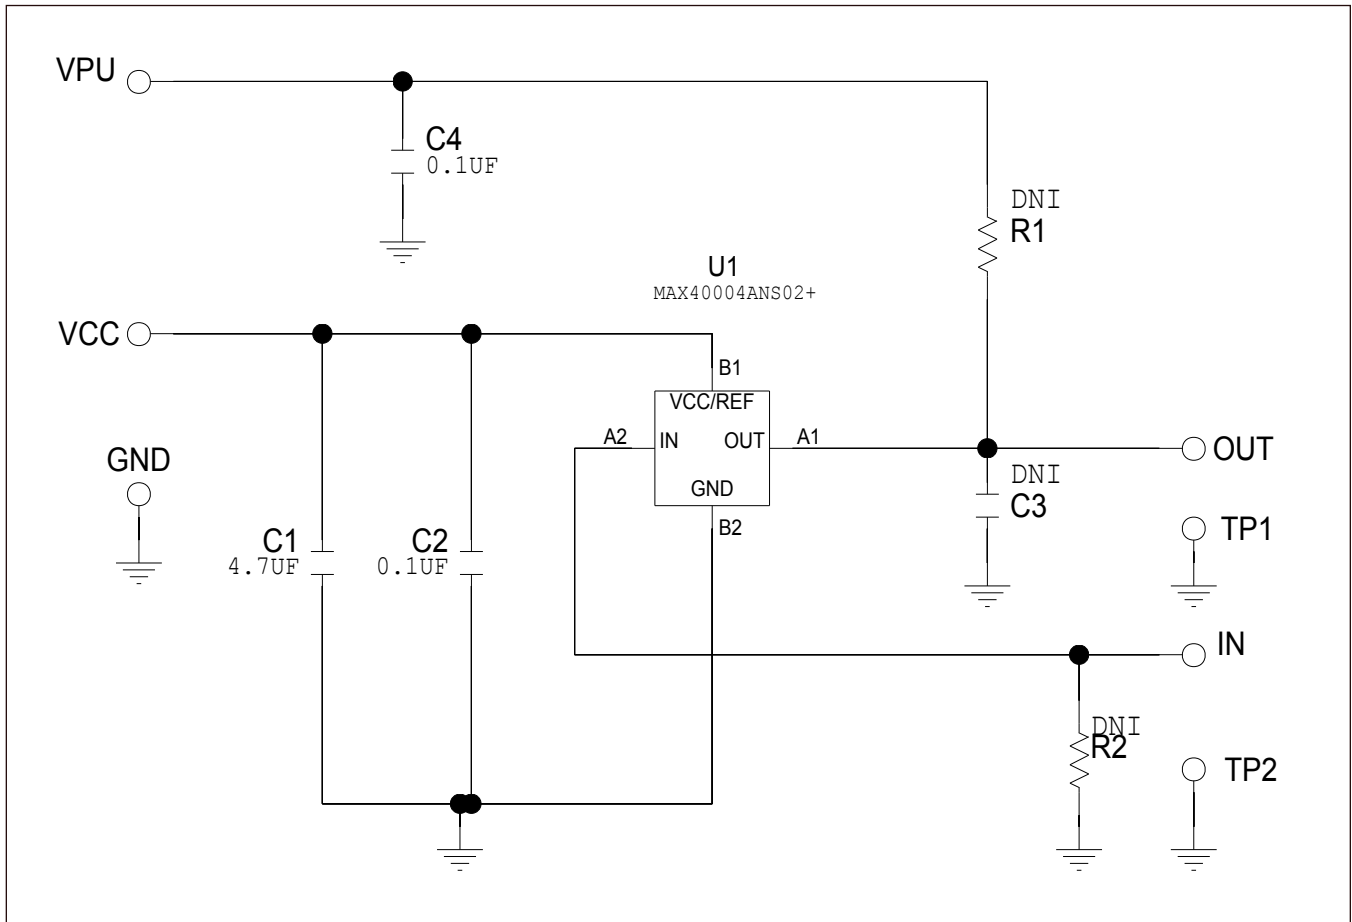 VPU
C4
0.1UF
DNI
R1
U1
MAX40004ANS02+
VCC
B1
VCC/REF
A2
IN
OUT
A1
OUT
GND
GND
DNI
C3
B2
TP1
C1
4.7UF
C2
0.1UF
IN
DNI
R2
TP2